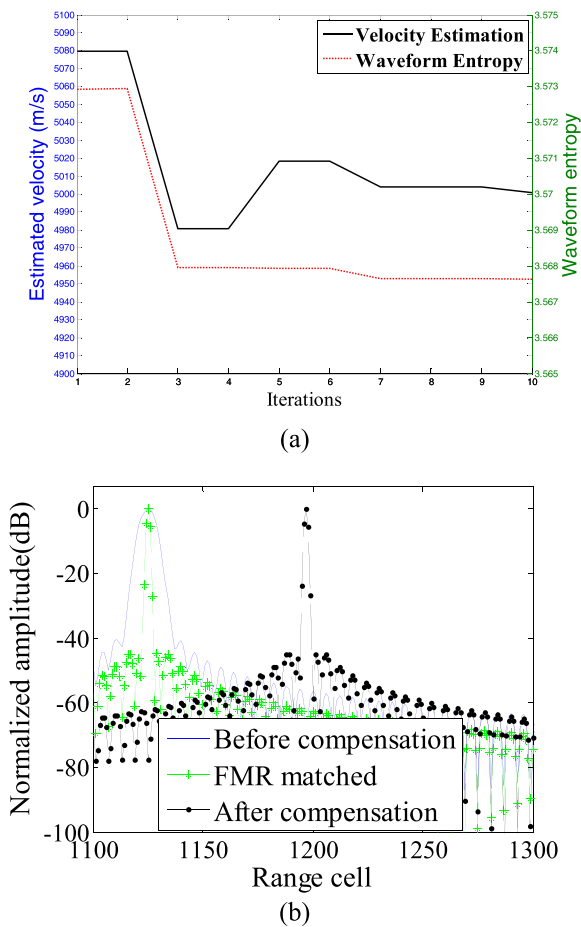 5100
5090
5080
5070
5060
5050
5040
5030
5020
5010
5000
4990
4980
4970
4960
4950
4940
4930
4920
4910
4900
Estimated velocity (m/s)
Velocity Estimation
Waveform Entropy
3.575
3.574
3.573
3.572
3.571
3.57
3.569
3.568
3.567
3.566
3.565
Waveform entropy
1 2 3 4 5 6 7 8 9 10
Iterations
(a)
Normalized amplitude(dB)
0
-20
-40
-60
-80
-100
Before compensation
FMR matched
After compensation
1100 1150 1200 1250 1300
Range cell
(b)